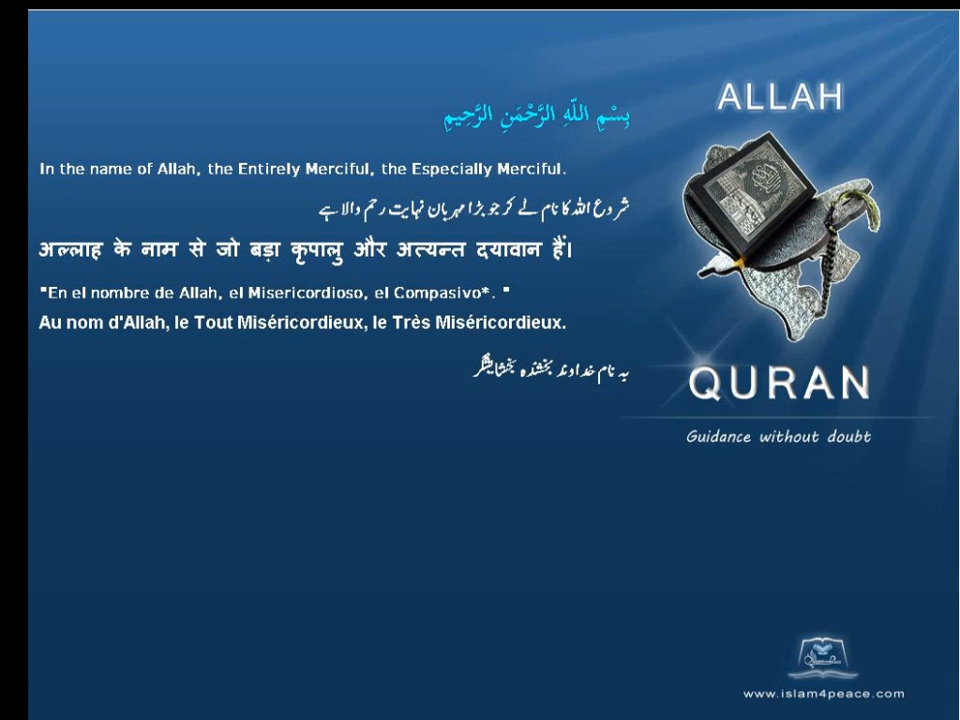 بِسْمِ اللَّهِ الرَّحْمَنِ الرَّحِيمِ
In the name of Allah, the Entirely Merciful, the Especially Merciful.
شروع الله کا نام لے کر جو بڑا مہربان نہایت رحم والا ہے
अल्लाह के नाम से जो बड़ा कृपालु और अत्यन्त दयावान हैं।
"En el nombre de Allah, el Misericordioso, el Compasivo*. "
Au nom d'Allah, le Tout Miséricordieux, le Très Miséricordieux.
به نام خداوند بخشنده بخشایشگر
ALLAH
QURAN
Guidance without doubt
www.islam4peace.com